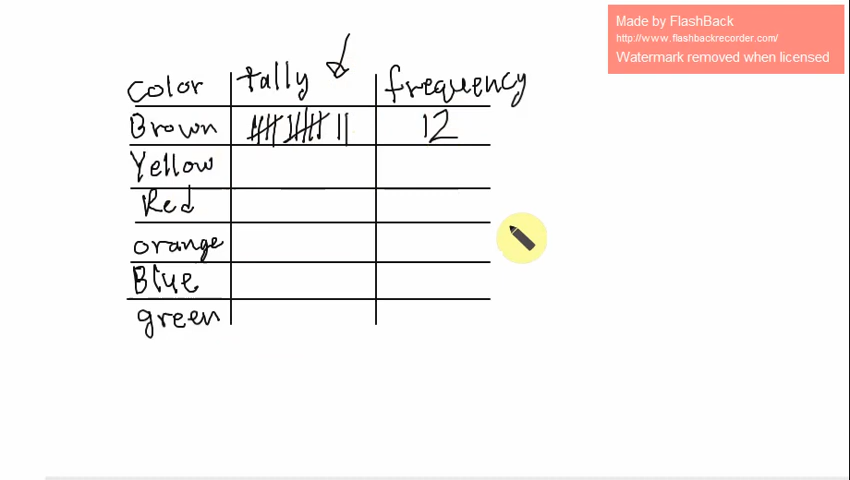 Made by FlashBack
http://www.flashbackrecorder.com/
Watermark removed when licensed
Color tally frequency
Brown 12
Yellow
Red
orange
Blue
green